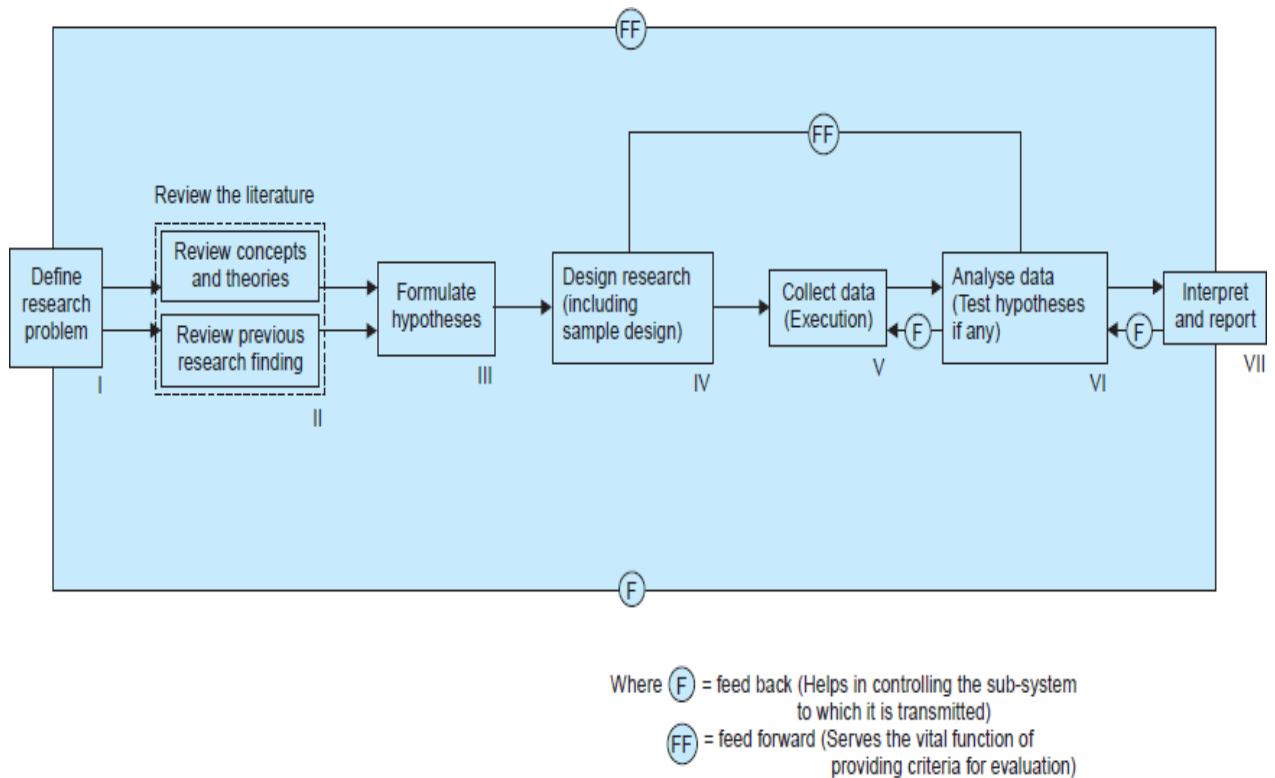 FF
FF
Review the literature
Define
research
problem
I
Review concepts
and theories
Review previous
research finding
II
Formulate
hypotheses
III
Design research
(including
sample design)
IV
Collect data
(Execution)
V
F
Analyse data
(Test hypotheses
if any)
VI
F
Interpret
and report
VII
F
Where F = feed back (Helps in controlling the sub-system
to which it is transmitted)
FF = feed forward (Serves the vital function of
providing criteria for evaluation)